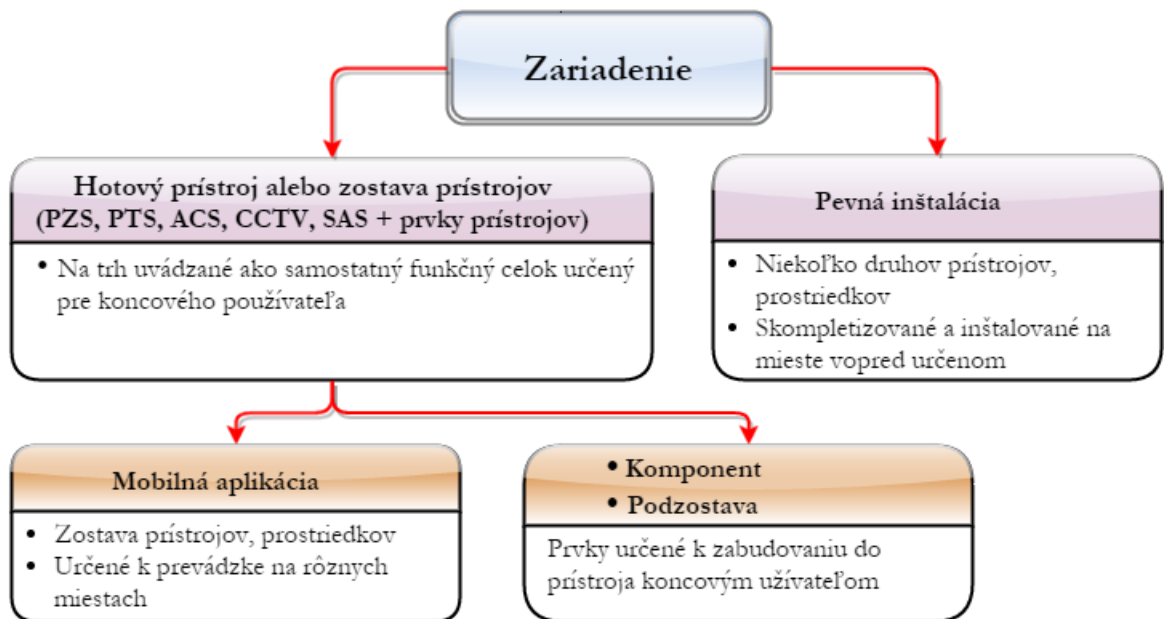 Zariadenie
Hotový prístroj alebo zostava prístrojov
(PZS, PTS, ACS, CCTV, SAS + prvky prístrojov)
• Na trh uvádzané ako samostatný funkčný celok určený
pre koncového používateľa
Pevná inštalácia
• Niekoľko druhov prístrojov,
prostriedkov
• Skompletizované a inštalované na
mieste vopred určenom
Mobilná aplikácia
• Zostava prístrojov, prostriedkov
• Určené k prevádzke na rôznych
miestach
• Komponent
• Podzostava
Prvky určené k zabudovaniu do
prístroja koncovým užívateľom